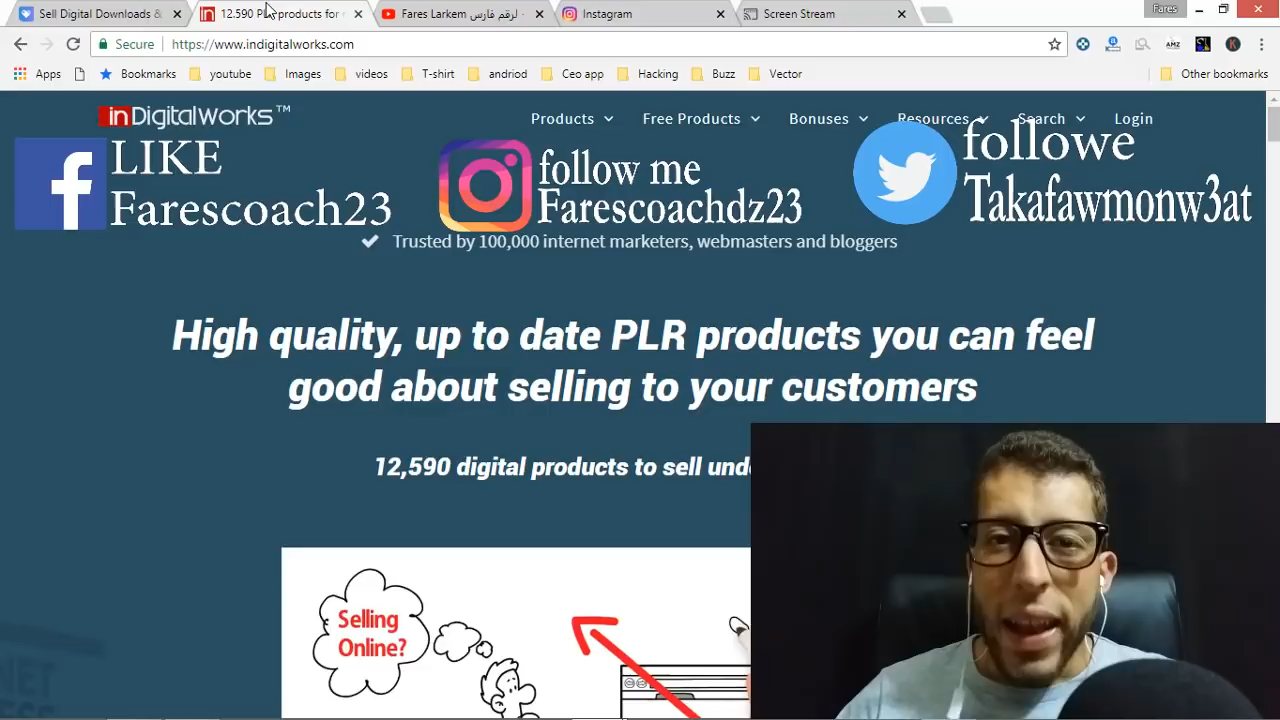 Sell Digital Downloads &
12.590 PLR products for
Fares Larkem لرقم فارس -
Instagram
Screen Stream
Fares
Secure
https://www.indigitalworks.com
AMZ
K
Apps
Bookmarks
youtube
Images
videos
T-shirt
andriod
Ceo app
Hacking
Buzz
Vector
Other bookmarks
inDigitalWorks™
Products
Free Products
Bonuses
Resources
Search
Login
LIKE
Farescoach23
follow me
Farescoachdz23
followe
Takafawmonw3at
Trusted by 100,000 internet marketers, webmasters and bloggers
High quality, up to date PLR products you can feel
good about selling to your customers
12,590 digital products to sell
Selling
Online?